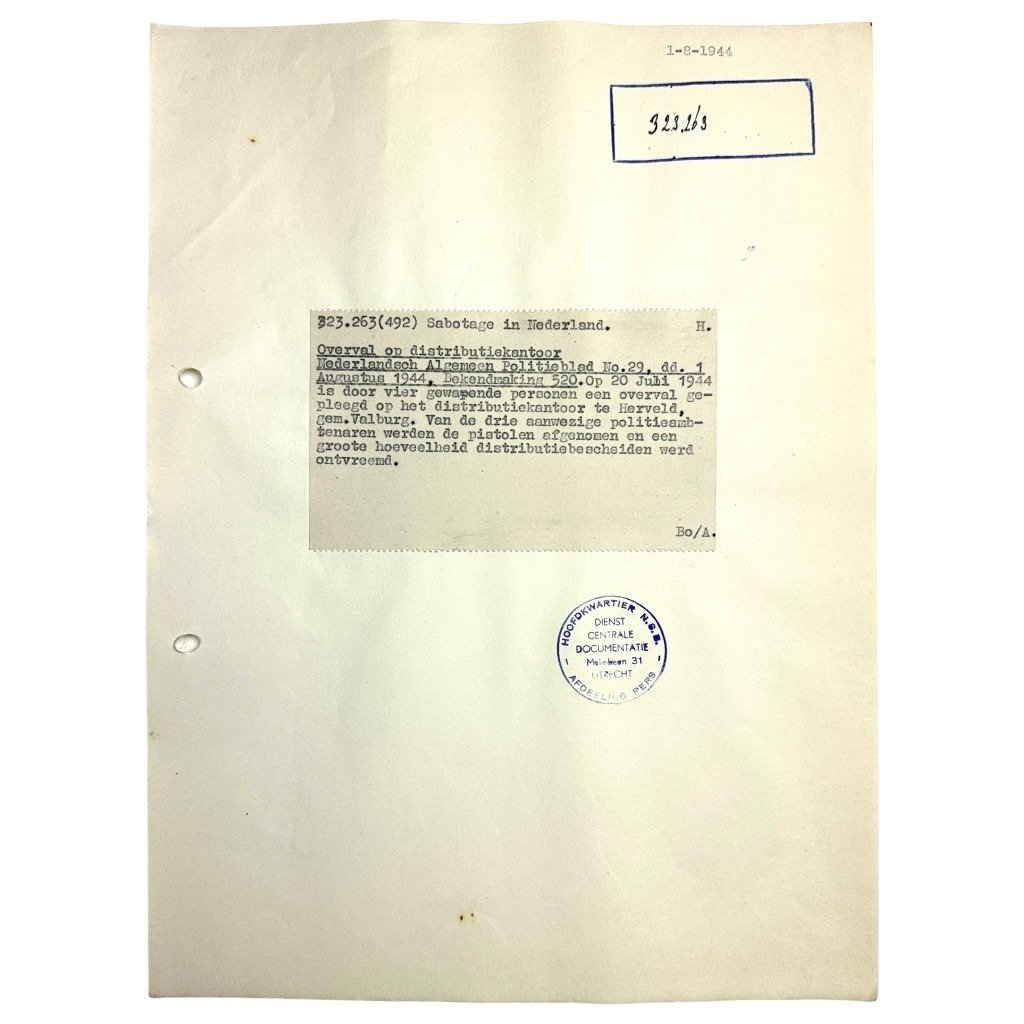 1-8-1944
323.263
323.263(492) Sabotage in Nederland. H.
Overval op distributiekantoor
Nederlandsch Algemeen Politieblad No.29, dd. 1
Augustus 1944, Bekendmaking 520.Op 20 Juli 1944
is door vier gewapende personen een overval ge-
pleegd op het distributiekantoor te Herveld,
gem.Valburg. Van de drie aanwezige politieamb-
tenaren werden de pistolen afgenomen en een
groote hoeveelheid distributiebescheiden werd
ontvreemd.
Bo/A.
HOOFDKWARTIER N.S.B.
DIENST
CENTRALE
DOCUMENTATIE
Maliebaan 31
UTRECHT
AFDEELING PERS